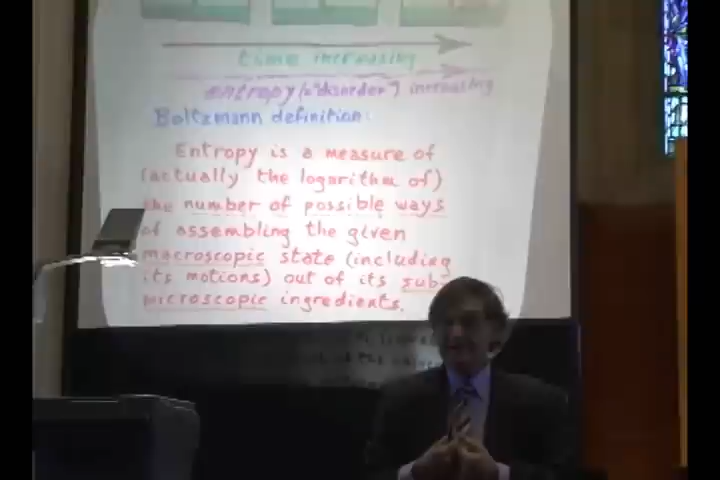 time increasing
entropy ("disorder") increasing
Boltzmann definition:
Entropy is a measure of
(actually the logarithm of)
the number of possible ways
of assembling the given
macroscopic state (including
its motions) out of its sub-
microscopic ingredients.